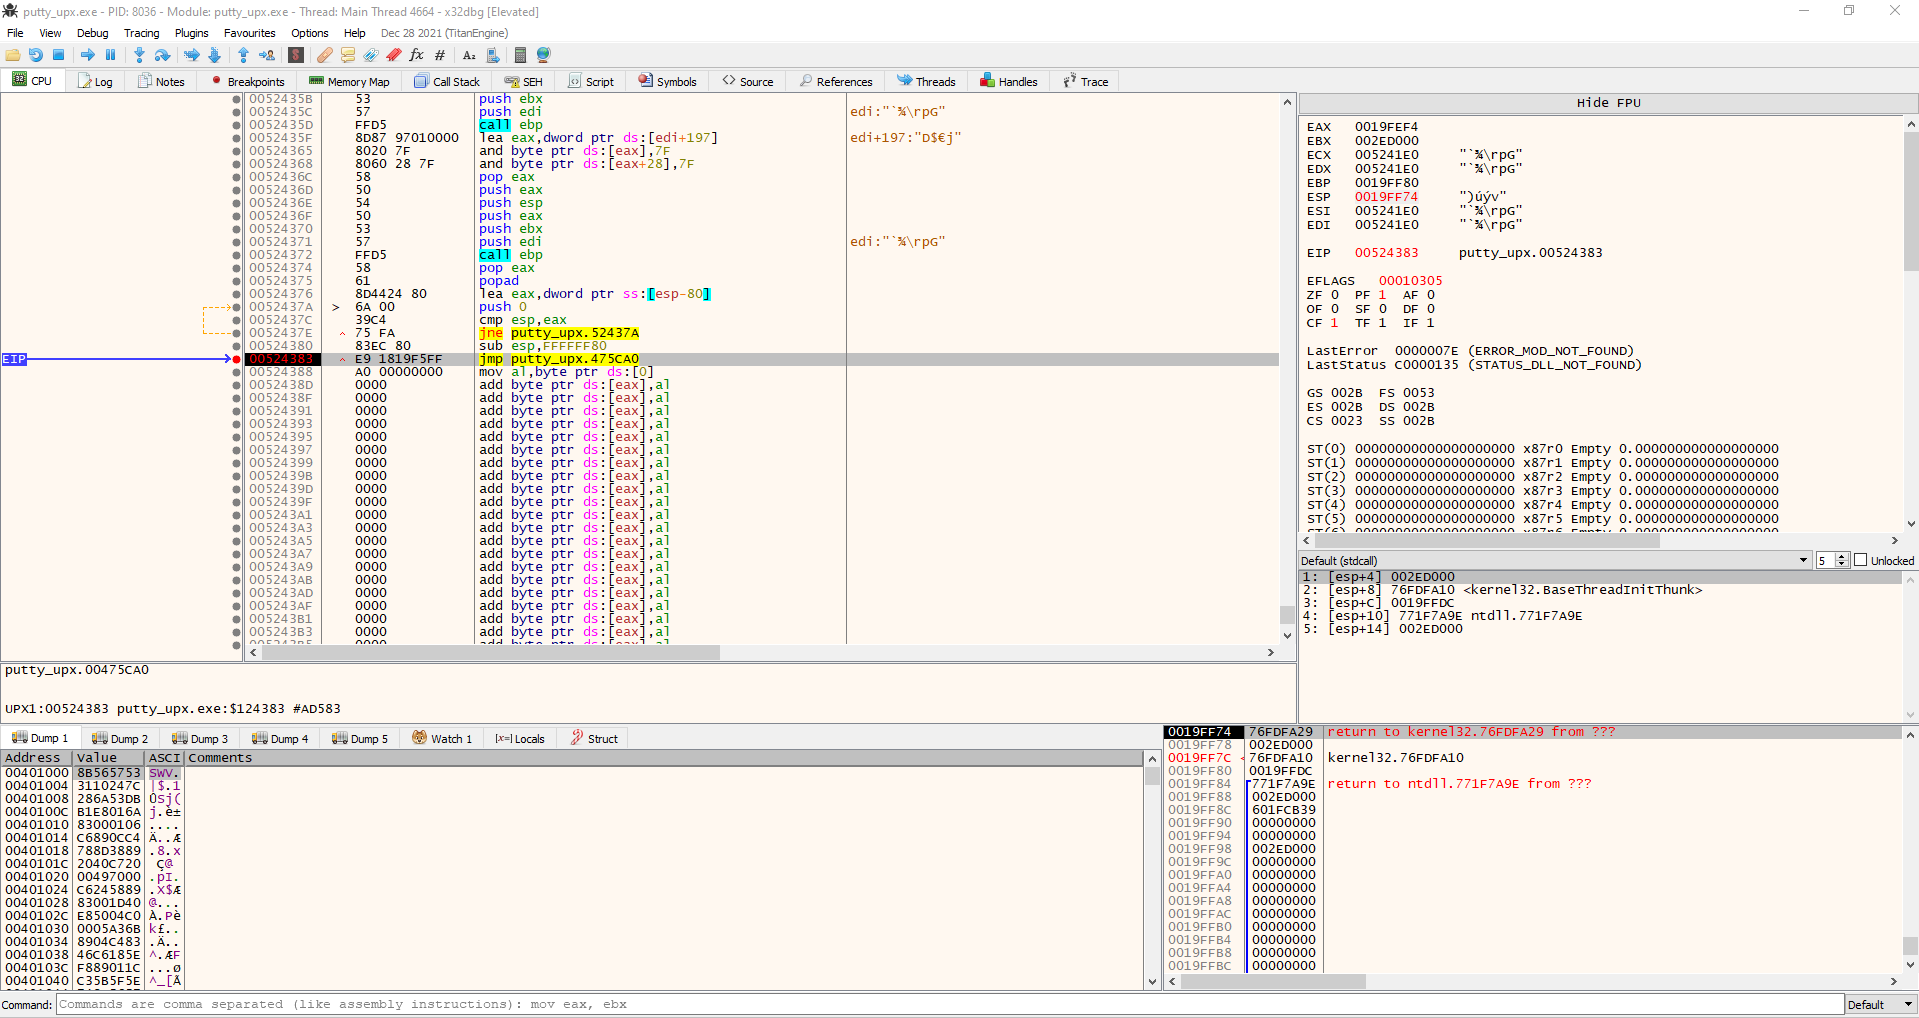 putty_upx.exe - PID: 8036 - Module: putty_upx.exe - Thread: Main Thread 4664 - x32dbg [Elevated]
File View Debug Tracing Plugins Favourites Options Help Dec 28 2021 (TitanEngine)
CPU Log Notes Breakpoints Memory Map Call Stack SEH Script Symbols Source References Threads Handles Trace
0052435B 53 push ebx
0052435C 57 push edi edi:"`¾\rpG"
0052435D FFD5 call ebp
0052435F 8D87 97010000 lea eax,dword ptr ds:[edi+197] edi+197:"D$€j"
00524365 8020 7F and byte ptr ds:[eax],7F
00524368 8060 28 7F and byte ptr ds:[eax+28],7F
0052436C 58 pop eax
0052436D 50 push eax
0052436E 54 push esp
0052436F 50 push eax
00524370 53 push ebx
00524371 57 push edi edi:"`¾\rpG"
00524372 FFD5 call ebp
00524374 58 pop eax
00524375 61 popad
00524376 8D4424 80 lea eax,dword ptr ss:[esp-80]
0052437A > 6A 00 push 0
0052437C 39C4 cmp esp,eax
0052437E ^ 75 FA jne putty_upx.52437A
00524380 83EC 80 sub esp,FFFFFF80
EIP 00524383 ^ E9 1819F5FF jmp putty_upx.475CA0
00524388 A0 00000000 mov al,byte ptr ds:[0]
0052438D 0000 add byte ptr ds:[eax],al
0052438F 0000 add byte ptr ds:[eax],al
00524391 0000 add byte ptr ds:[eax],al
00524393 0000 add byte ptr ds:[eax],al
00524395 0000 add byte ptr ds:[eax],al
00524397 0000 add byte ptr ds:[eax],al
00524399 0000 add byte ptr ds:[eax],al
0052439B 0000 add byte ptr ds:[eax],al
0052439D 0000 add byte ptr ds:[eax],al
0052439F 0000 add byte ptr ds:[eax],al
005243A1 0000 add byte ptr ds:[eax],al
005243A3 0000 add byte ptr ds:[eax],al
005243A5 0000 add byte ptr ds:[eax],al
005243A7 0000 add byte ptr ds:[eax],al
005243A9 0000 add byte ptr ds:[eax],al
005243AB 0000 add byte ptr ds:[eax],al
005243AD 0000 add byte ptr ds:[eax],al
005243AF 0000 add byte ptr ds:[eax],al
005243B1 0000 add byte ptr ds:[eax],al
005243B3 0000 add byte ptr ds:[eax],al
Hide FPU
EAX 0019FEF4
EBX 002ED000
ECX 005241E0 "`¾\rpG"
EDX 005241E0 "`¾\rpG"
EBP 0019FF80
ESP 0019FF74 ")úýv"
ESI 005241E0 "`¾\rpG"
EDI 005241E0 "`¾\rpG"
EIP 00524383 putty_upx.00524383
EFLAGS 00010305
ZF 0 PF 1 AF 0
OF 0 SF 0 DF 0
CF 1 TF 1 IF 1
LastError 0000007E (ERROR_MOD_NOT_FOUND)
LastStatus C0000135 (STATUS_DLL_NOT_FOUND)
GS 002B FS 0053
ES 002B DS 002B
CS 0023 SS 002B
ST(0) 00000000000000000000 x87r0 Empty 0.000000000000000000
ST(1) 00000000000000000000 x87r1 Empty 0.000000000000000000
ST(2) 00000000000000000000 x87r2 Empty 0.000000000000000000
ST(3) 00000000000000000000 x87r3 Empty 0.000000000000000000
ST(4) 00000000000000000000 x87r4 Empty 0.000000000000000000
ST(5) 00000000000000000000 x87r5 Empty 0.000000000000000000
Default (stdcall) 5 Unlocked
1: [esp+4] 002ED000
2: [esp+8] 76FDFA10 <kernel32.BaseThreadInitThunk>
3: [esp+C] 0019FFDC
4: [esp+10] 771F7A9E ntdll.771F7A9E
5: [esp+14] 002ED000
putty_upx.00475CA0
UPX1:00524383 putty_upx.exe:$124383 #AD583
Dump 1 Dump 2 Dump 3 Dump 4 Dump 5 Watch 1 [x=] Locals Struct
Address Value ASCI Comments
00401000 8B565753 SWV.
00401004 3110247C |$.1
00401008 286A53DB ÛSj(
0040100C B1E8016A j.è±
00401010 83000106 ....
00401014 C6890CC4 Ä..Æ
00401018 788D3889 .8.x
0040101C 2040C720 Ç@
00401020 00497000 .pI.
00401024 C6245889 .X$Æ
00401028 83001D40 @...
0040102C E85004C0 À.Pè
00401030 0005A36B k£..
00401034 8904C483 .Ä..
00401038 46C6185E ^.ÆF
0040103C F889011C ...ø
00401040 C35B5F5E ^_[Ã
0019FF74 76FDFA29 return to kernel32.76FDFA29 from ???
0019FF78 002ED000
0019FF7C 76FDFA10 kernel32.76FDFA10
0019FF80 0019FFDC
0019FF84 771F7A9E return to ntdll.771F7A9E from ???
0019FF88 002ED000
0019FF8C 601FCB39
0019FF90 00000000
0019FF94 00000000
0019FF98 002ED000
0019FF9C 00000000
0019FFA0 00000000
0019FFA4 00000000
0019FFA8 00000000
0019FFAC 00000000
0019FFB0 00000000
0019FFB4 00000000
0019FFB8 00000000
0019FFBC 00000000
Command: Commands are comma separated (like assembly instructions): mov eax, ebx Default